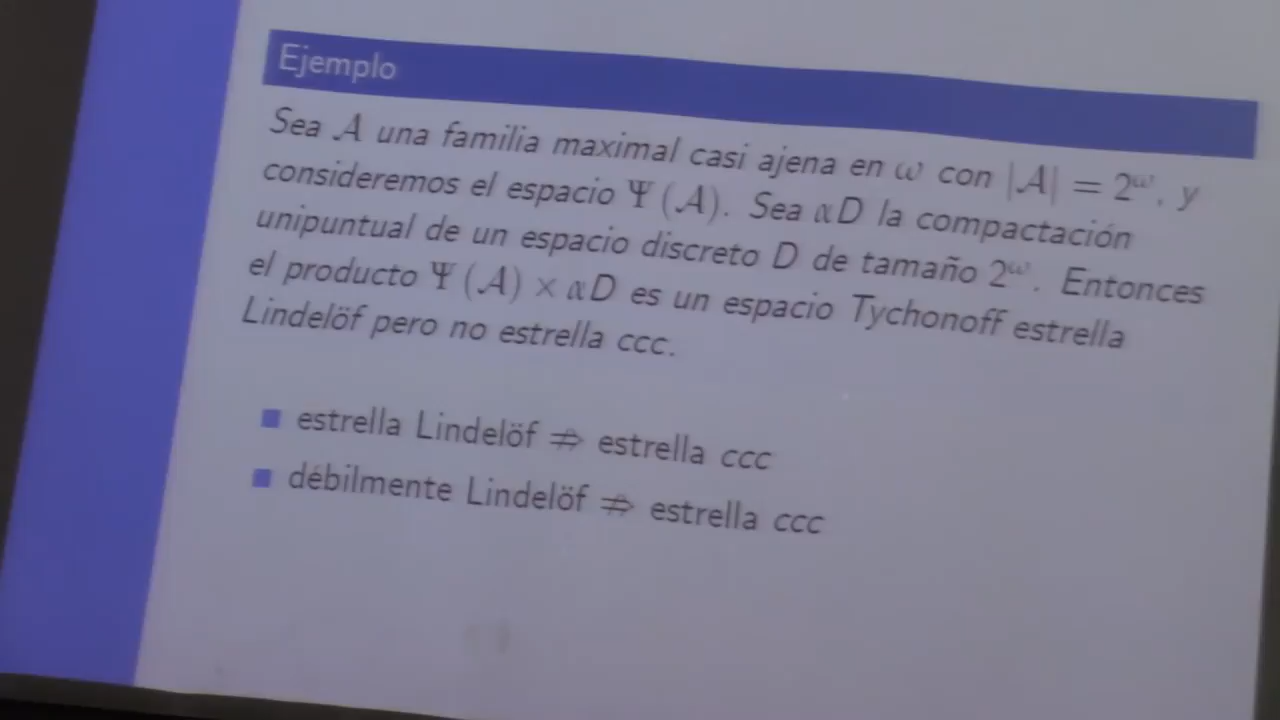 Ejemplo
Sea 𝒜 una familia maximal casi ajena en ω con |𝒜| = 2^ω, y
consideremos el espacio Ψ (𝒜). Sea αD la compactación
unipuntual de un espacio discreto D de tamaño 2^ω. Entonces
el producto Ψ (𝒜) × αD es un espacio Tychonoff estrella
Lindelöf pero no estrella ccc.
■ estrella Lindelöf ⇏ estrella ccc
■ débilmente Lindelöf ⇏ estrella ccc